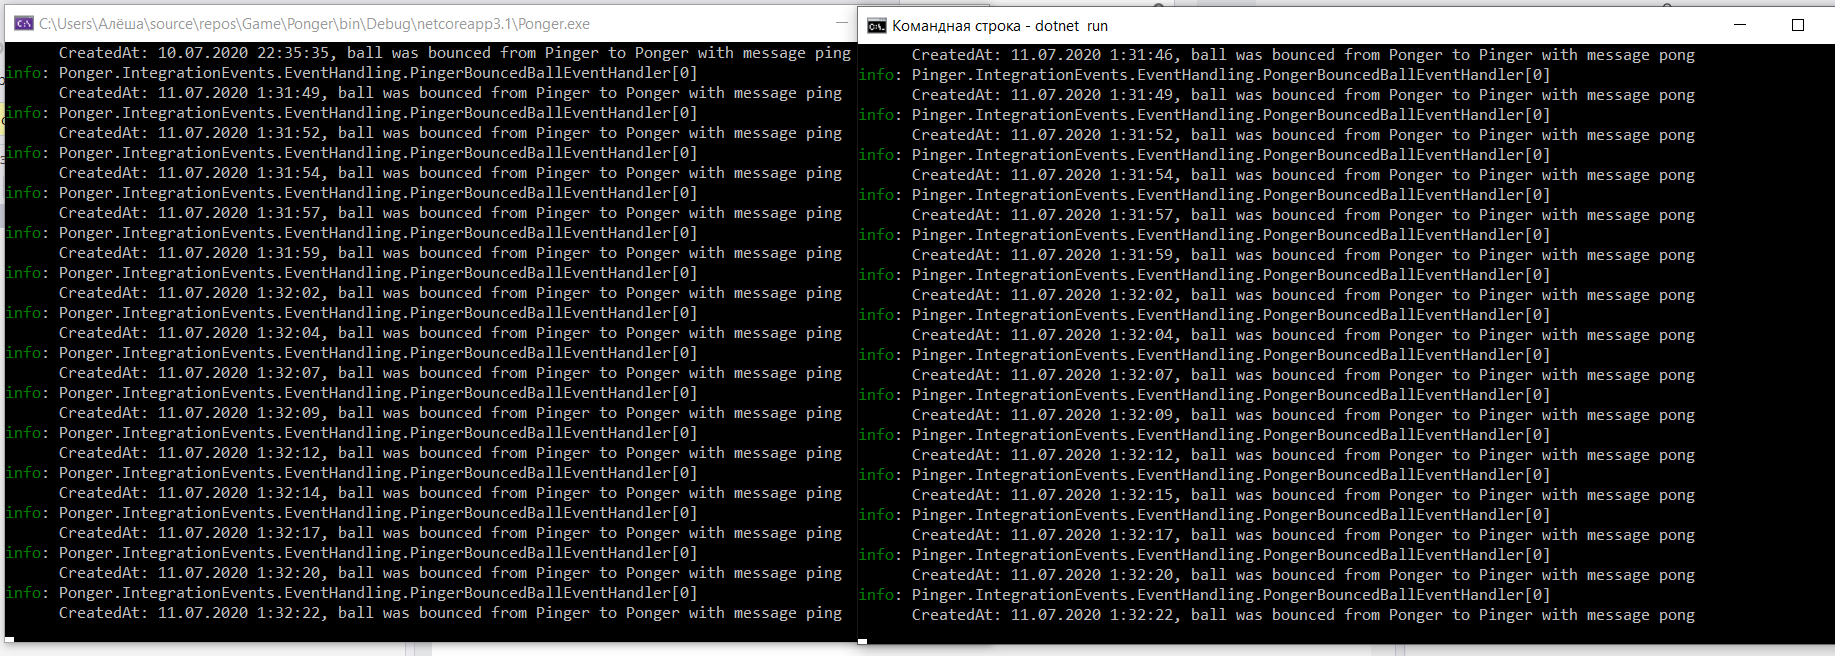 C:\Users\Алёша\source\repos\Game\Ponger\bin\Debug\netcoreapp3.1\Ponger.exe
CreatedAt: 10.07.2020 22:35:35, ball was bounced from Pinger to Ponger with message ping
info: Ponger.IntegrationEvents.EventHandling.PingerBouncedBallEventHandler[0]
CreatedAt: 11.07.2020 1:31:49, ball was bounced from Pinger to Ponger with message ping
info: Ponger.IntegrationEvents.EventHandling.PingerBouncedBallEventHandler[0]
CreatedAt: 11.07.2020 1:31:52, ball was bounced from Pinger to Ponger with message ping
info: Ponger.IntegrationEvents.EventHandling.PingerBouncedBallEventHandler[0]
CreatedAt: 11.07.2020 1:31:54, ball was bounced from Pinger to Ponger with message ping
info: Ponger.IntegrationEvents.EventHandling.PingerBouncedBallEventHandler[0]
CreatedAt: 11.07.2020 1:31:57, ball was bounced from Pinger to Ponger with message ping
info: Ponger.IntegrationEvents.EventHandling.PingerBouncedBallEventHandler[0]
CreatedAt: 11.07.2020 1:31:59, ball was bounced from Pinger to Ponger with message ping
info: Ponger.IntegrationEvents.EventHandling.PingerBouncedBallEventHandler[0]
CreatedAt: 11.07.2020 1:32:02, ball was bounced from Pinger to Ponger with message ping
info: Ponger.IntegrationEvents.EventHandling.PingerBouncedBallEventHandler[0]
CreatedAt: 11.07.2020 1:32:04, ball was bounced from Pinger to Ponger with message ping
info: Ponger.IntegrationEvents.EventHandling.PingerBouncedBallEventHandler[0]
CreatedAt: 11.07.2020 1:32:07, ball was bounced from Pinger to Ponger with message ping
info: Ponger.IntegrationEvents.EventHandling.PingerBouncedBallEventHandler[0]
CreatedAt: 11.07.2020 1:32:09, ball was bounced from Pinger to Ponger with message ping
info: Ponger.IntegrationEvents.EventHandling.PingerBouncedBallEventHandler[0]
CreatedAt: 11.07.2020 1:32:12, ball was bounced from Pinger to Ponger with message ping
info: Ponger.IntegrationEvents.EventHandling.PingerBouncedBallEventHandler[0]
CreatedAt: 11.07.2020 1:32:14, ball was bounced from Pinger to Ponger with message ping
info: Ponger.IntegrationEvents.EventHandling.PingerBouncedBallEventHandler[0]
CreatedAt: 11.07.2020 1:32:17, ball was bounced from Pinger to Ponger with message ping
info: Ponger.IntegrationEvents.EventHandling.PingerBouncedBallEventHandler[0]
CreatedAt: 11.07.2020 1:32:20, ball was bounced from Pinger to Ponger with message ping
info: Ponger.IntegrationEvents.EventHandling.PingerBouncedBallEventHandler[0]
CreatedAt: 11.07.2020 1:32:22, ball was bounced from Pinger to Ponger with message ping
Командная строка - dotnet run
CreatedAt: 11.07.2020 1:31:46, ball was bounced from Ponger to Pinger with message pong
info: Pinger.IntegrationEvents.EventHandling.PongerBouncedBallEventHandler[0]
CreatedAt: 11.07.2020 1:31:49, ball was bounced from Ponger to Pinger with message pong
info: Pinger.IntegrationEvents.EventHandling.PongerBouncedBallEventHandler[0]
CreatedAt: 11.07.2020 1:31:52, ball was bounced from Ponger to Pinger with message pong
info: Pinger.IntegrationEvents.EventHandling.PongerBouncedBallEventHandler[0]
CreatedAt: 11.07.2020 1:31:54, ball was bounced from Ponger to Pinger with message pong
info: Pinger.IntegrationEvents.EventHandling.PongerBouncedBallEventHandler[0]
CreatedAt: 11.07.2020 1:31:57, ball was bounced from Ponger to Pinger with message pong
info: Pinger.IntegrationEvents.EventHandling.PongerBouncedBallEventHandler[0]
CreatedAt: 11.07.2020 1:31:59, ball was bounced from Ponger to Pinger with message pong
info: Pinger.IntegrationEvents.EventHandling.PongerBouncedBallEventHandler[0]
CreatedAt: 11.07.2020 1:32:02, ball was bounced from Ponger to Pinger with message pong
info: Pinger.IntegrationEvents.EventHandling.PongerBouncedBallEventHandler[0]
CreatedAt: 11.07.2020 1:32:04, ball was bounced from Ponger to Pinger with message pong
info: Pinger.IntegrationEvents.EventHandling.PongerBouncedBallEventHandler[0]
CreatedAt: 11.07.2020 1:32:07, ball was bounced from Ponger to Pinger with message pong
info: Pinger.IntegrationEvents.EventHandling.PongerBouncedBallEventHandler[0]
CreatedAt: 11.07.2020 1:32:09, ball was bounced from Ponger to Pinger with message pong
info: Pinger.IntegrationEvents.EventHandling.PongerBouncedBallEventHandler[0]
CreatedAt: 11.07.2020 1:32:12, ball was bounced from Ponger to Pinger with message pong
info: Pinger.IntegrationEvents.EventHandling.PongerBouncedBallEventHandler[0]
CreatedAt: 11.07.2020 1:32:15, ball was bounced from Ponger to Pinger with message pong
info: Pinger.IntegrationEvents.EventHandling.PongerBouncedBallEventHandler[0]
CreatedAt: 11.07.2020 1:32:17, ball was bounced from Ponger to Pinger with message pong
info: Pinger.IntegrationEvents.EventHandling.PongerBouncedBallEventHandler[0]
CreatedAt: 11.07.2020 1:32:20, ball was bounced from Ponger to Pinger with message pong
info: Pinger.IntegrationEvents.EventHandling.PongerBouncedBallEventHandler[0]
CreatedAt: 11.07.2020 1:32:22, ball was bounced from Ponger to Pinger with message pong